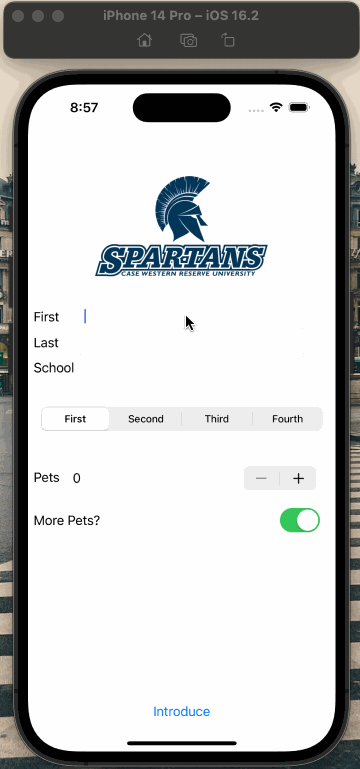 iPhone 14 Pro – iOS 16.2
8:57
SPARTANS
CASE WESTERN RESERVE UNIVERSITY
First
Last
School
First Second Third Fourth
Pets 0
More Pets?
Introduce